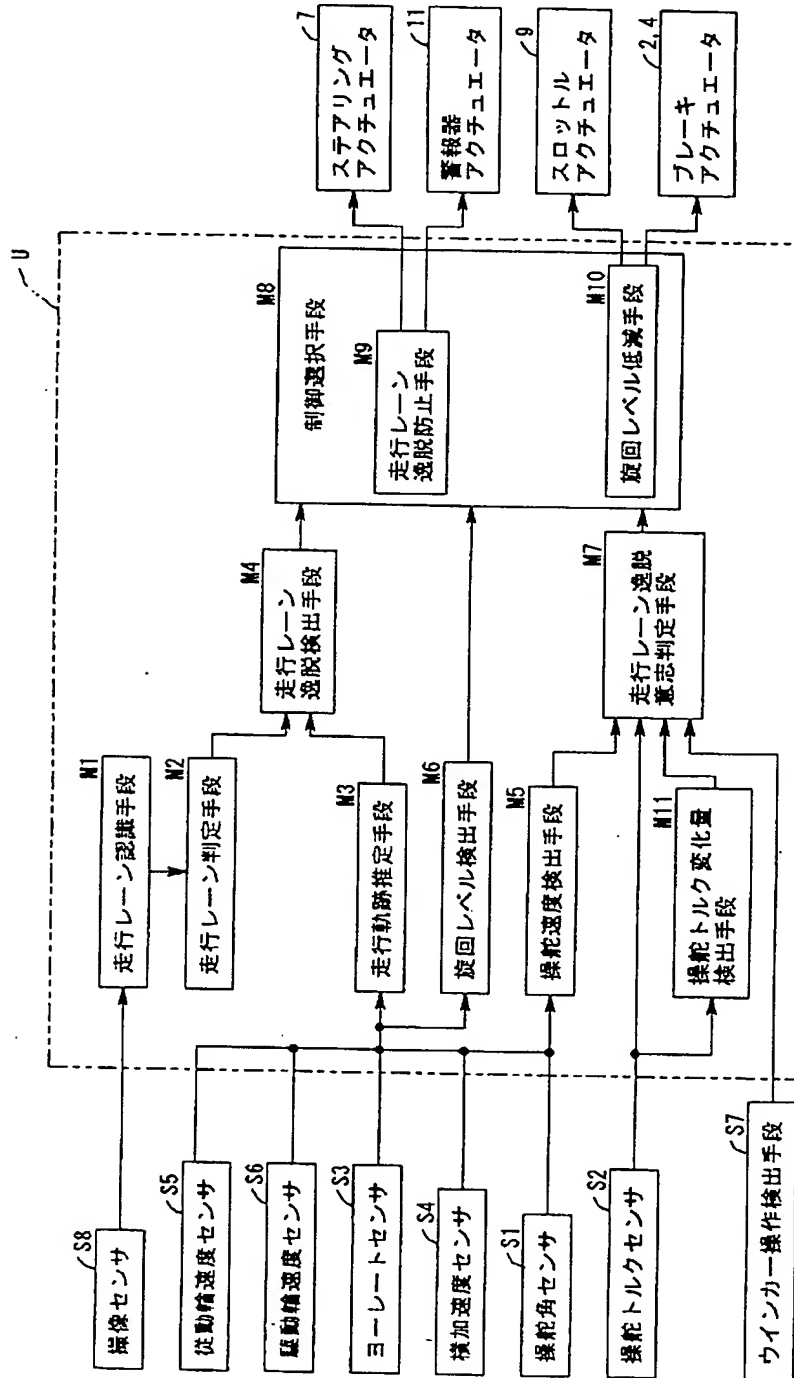 U
撮像センサ
S8
従動輪速度センサ
S5
駆動輪速度センサ
S6
ヨーレートセンサ
S3
横加速度センサ
S4
操舵角センサ
S1
操舵トルクセンサ
S2
ウインカー操作検出手段
S7
走行レーン認識手段
M1
走行レーン判定手段
M2
走行軌跡推定手段
M3
旋回レベル検出手段
M6
操舵速度検出手段
M5
操舵トルク変化量
検出手段
M11
走行レーン
逸脱検出手段
M4
走行レーン逸脱
意志判定手段
M7
制御選択手段
M8
走行レーン
逸脱防止手段
M9
旋回レベル低減手段
M10
ステアリング
アクチュエータ
7
警報器
アクチュエータ
11
スロットル
アクチュエータ
9
ブレーキ
アクチュエータ
2,4